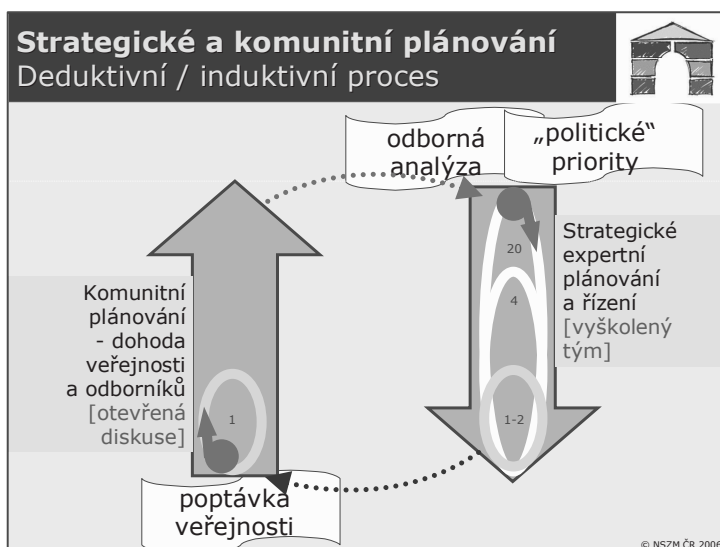 Strategické a komunitní plánování
Deduktivní / induktivní proces
odborná
analýza
„politické“
priority
Komunitní
plánování
- dohoda
veřejnosti
a odborníků
[otevřená
diskuse]
1
20
4
1-2
Strategické
expertní
plánování
a řízení
[vyškolený
tým]
poptávka
veřejnosti
© NSZM ČR 2006